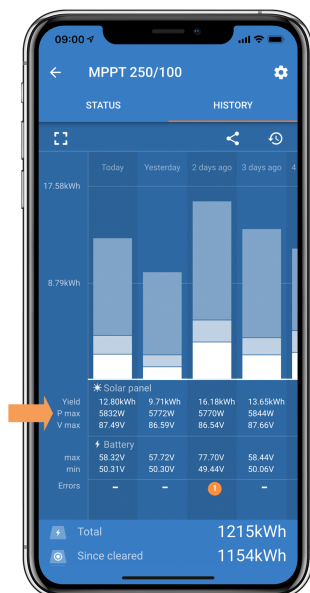 09:00
MPPT 250/100
STATUS HISTORY
Today Yesterday 2 days ago 3 days ago 4
17.58kWh
8.79kWh
Solar panel
Yield 12.80kWh 9.71kWh 16.18kWh 13.65kWh
P max 5832W 5772W 5770W 5844W
V max 87.49V 86.59V 86.54V 87.66V
Battery
max 58.32V 57.72V 77.70V 58.44V
min 50.31V 50.30V 49.44V 50.06V
Errors – – 1 –
Total 1215kWh
Since cleared 1154kWh